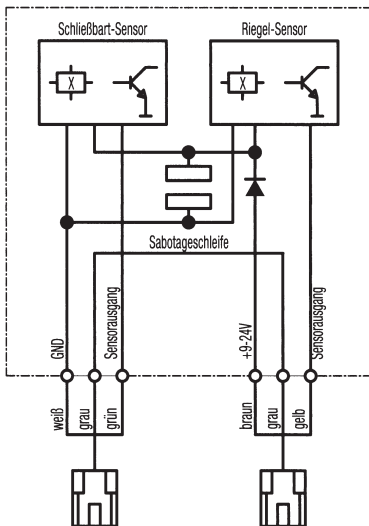 Schließbart-Sensor
Riegel-Sensor
X
X
Sabotageschleife
GND
Sensorausgang
+9-24V
Sensorausgang
weiß
grau
grün
braun
grau
gelb